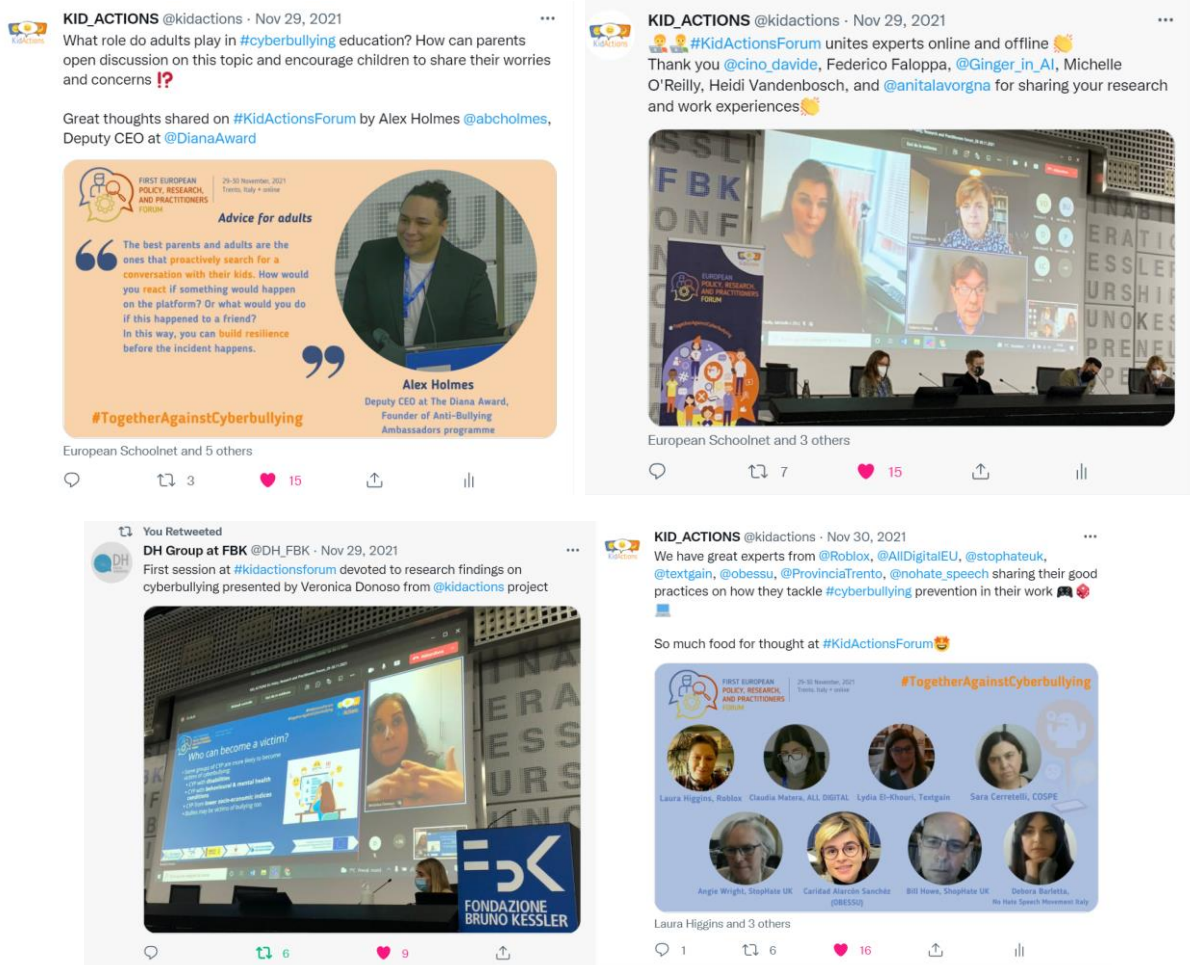 KID_ACTIONS @kidactions · Nov 29, 2021
What role do adults play in #cyberbullying education? How can parents
open discussion on this topic and encourage children to share their worries
and concerns ⁉️
Great thoughts shared on #KidActionsForum by Alex Holmes @abcholmes,
Deputy CEO at @DianaAward
FIRST EUROPEAN
POLICY, RESEARCH,
AND PRACTITIONERS
FORUM
29-30 November, 2021
Trento, Italy + online
Advice for adults
The best parents and adults are the
ones that proactively search for a
conversation with their kids. How would
you react if something would happen
on the platform? Or what would you do
if this happened to a friend?
In this way, you can build resilience
before the incident happens.
Alex Holmes
Deputy CEO at The Diana Award,
Founder of Anti-Bullying
Ambassadors programme
#TogetherAgainstCyberbullying
European Schoolnet and 5 others
3
15
KID_ACTIONS @kidactions · Nov 29, 2021
#KidActionsForum unites experts online and offline
Thank you @cino_davide, Federico Faloppa, @Ginger_in_AI, Michelle
O'Reilly, Heidi Vandenbosch, and @anitalavorgna for sharing your research
and work experiences
FBK
EUROPEAN
POLICY, RESEARCH,
AND PRACTITIONERS
FORUM
#TogetherAgainstCyberbullying
European Schoolnet and 3 others
7
15
You Retweeted
DH Group at FBK @DH_FBK · Nov 29, 2021
First session at #kidactionsforum devoted to research findings on
cyberbullying presented by Veronica Donoso from @kidactions project
Who can become a victim?
FBK
FONDAZIONE
BRUNO KESSLER
6
9
KID_ACTIONS @kidactions · Nov 30, 2021
We have great experts from @Roblox, @AllDigitalEU, @stophateuk,
@textgain, @obessu, @ProvinciaTrento, @nohate_speech sharing their good
practices on how they tackle #cyberbullying prevention in their work
So much food for thought at #KidActionsForum
FIRST EUROPEAN
POLICY, RESEARCH,
AND PRACTITIONERS
FORUM
29-30 November, 2021
Trento, Italy + online
#TogetherAgainstCyberbullying
Laura Higgins, Roblox
Claudia Matera, ALL DIGITAL
Lydia El-Khouri, Textgain
Sara Cerretelli, COSPE
Angie Wright, StopHate UK
Caridad Alarcón Sanchéz
(OBESSU)
Bill Howe, StopHate UK
Debora Barletta,
No Hate Speech Movement Italy
Laura Higgins and 3 others
1
6
16